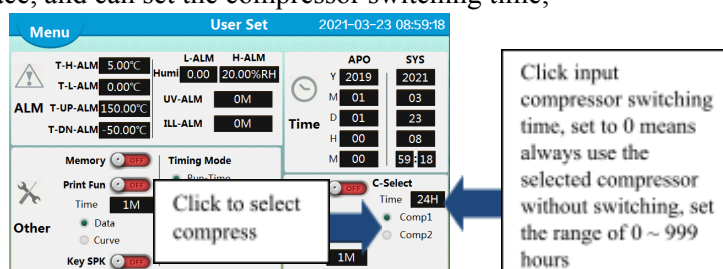 ace, and can set the compressor switching time;
Menu User Set 2021-03-23 08:59:18
L-ALM H-ALM
T-H-ALM 5.00℃ Humi 0.00 20.00%RH
T-L-ALM 0.00℃
ALM T-UP-ALM 150.00℃ UV-ALM 0M
T-DN-ALM -50.00℃ ILL-ALM 0M
APO SYS
Y 2019 2021
M 01 03
Time D 01 23
H 00 08
M 00 59:18
Memory OFF Timing Mode
Print Fun OFF Run-Time
Time 1M
Other Data
Curve
Key SPK OFF
Click to select
compress
OFF C-Select
Time 24H
Comp1
Comp2
1M
Click input
compressor switching
time, set to 0 means
always use the
selected compressor
without switching, set
the range of 0 ~ 999
hours